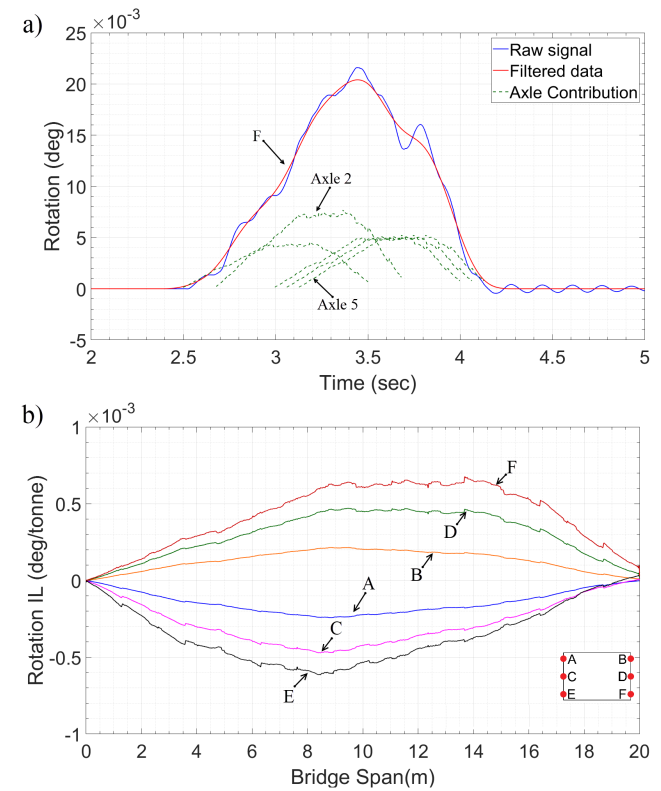 a)
×10⁻³
25
20
15
10
5
0
-5
Rotation (deg)
Raw signal
Filtered data
Axle Contribution
F
Axle 2
Axle 5
2 2.5 3 3.5 4 4.5 5
Time (sec)
b)
×10⁻³
1
0.5
0
-0.5
-1
Rotation IL (deg/tonne)
F
D
B
A
C
E
A B
C D
E F
0 2 4 6 8 10 12 14 16 18 20
Bridge Span(m)